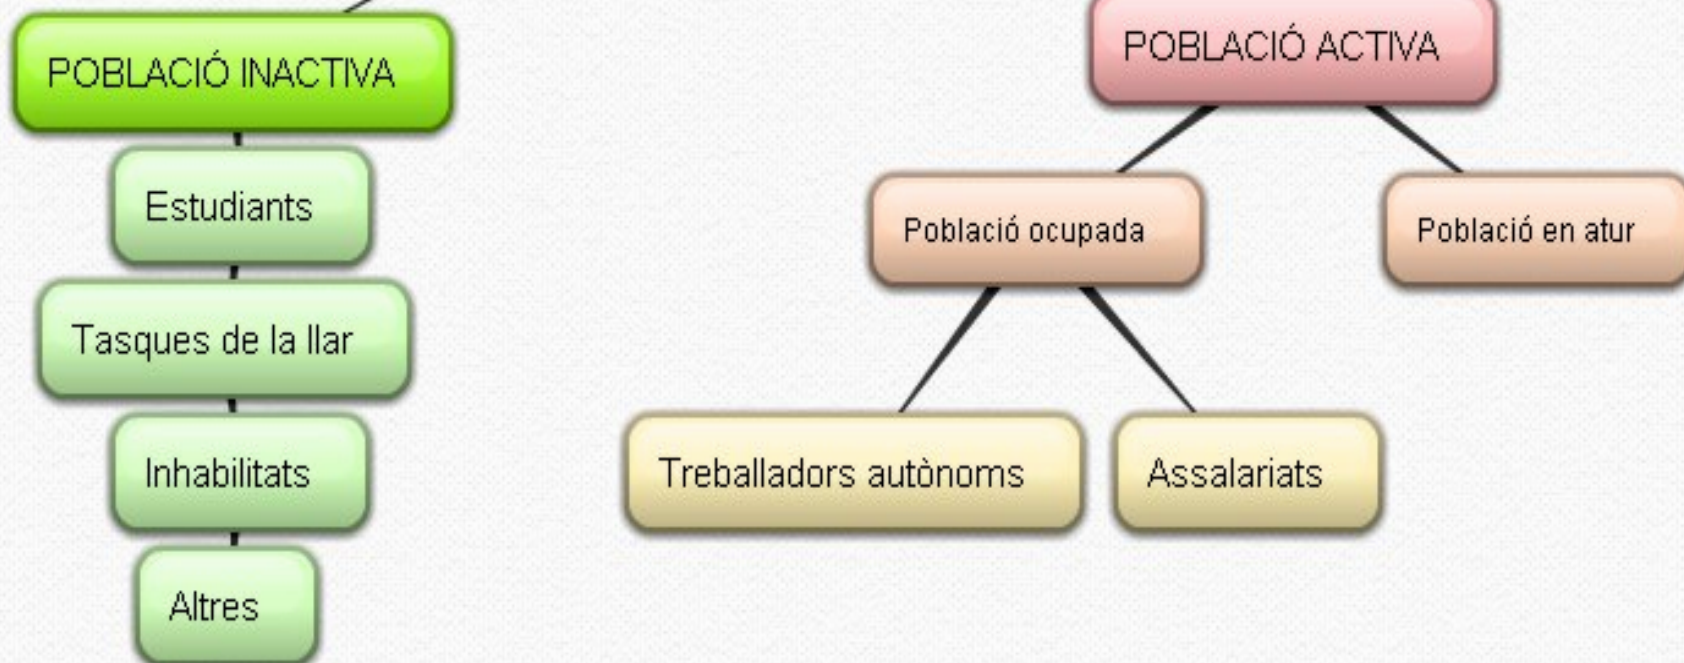 POBLACIÓ INACTIVA
Estudiants
Tasques de la llar
Inhabilitats
Altres
POBLACIÓ ACTIVA
Població ocupada
Població en atur
Treballadors autònoms
Assalariats